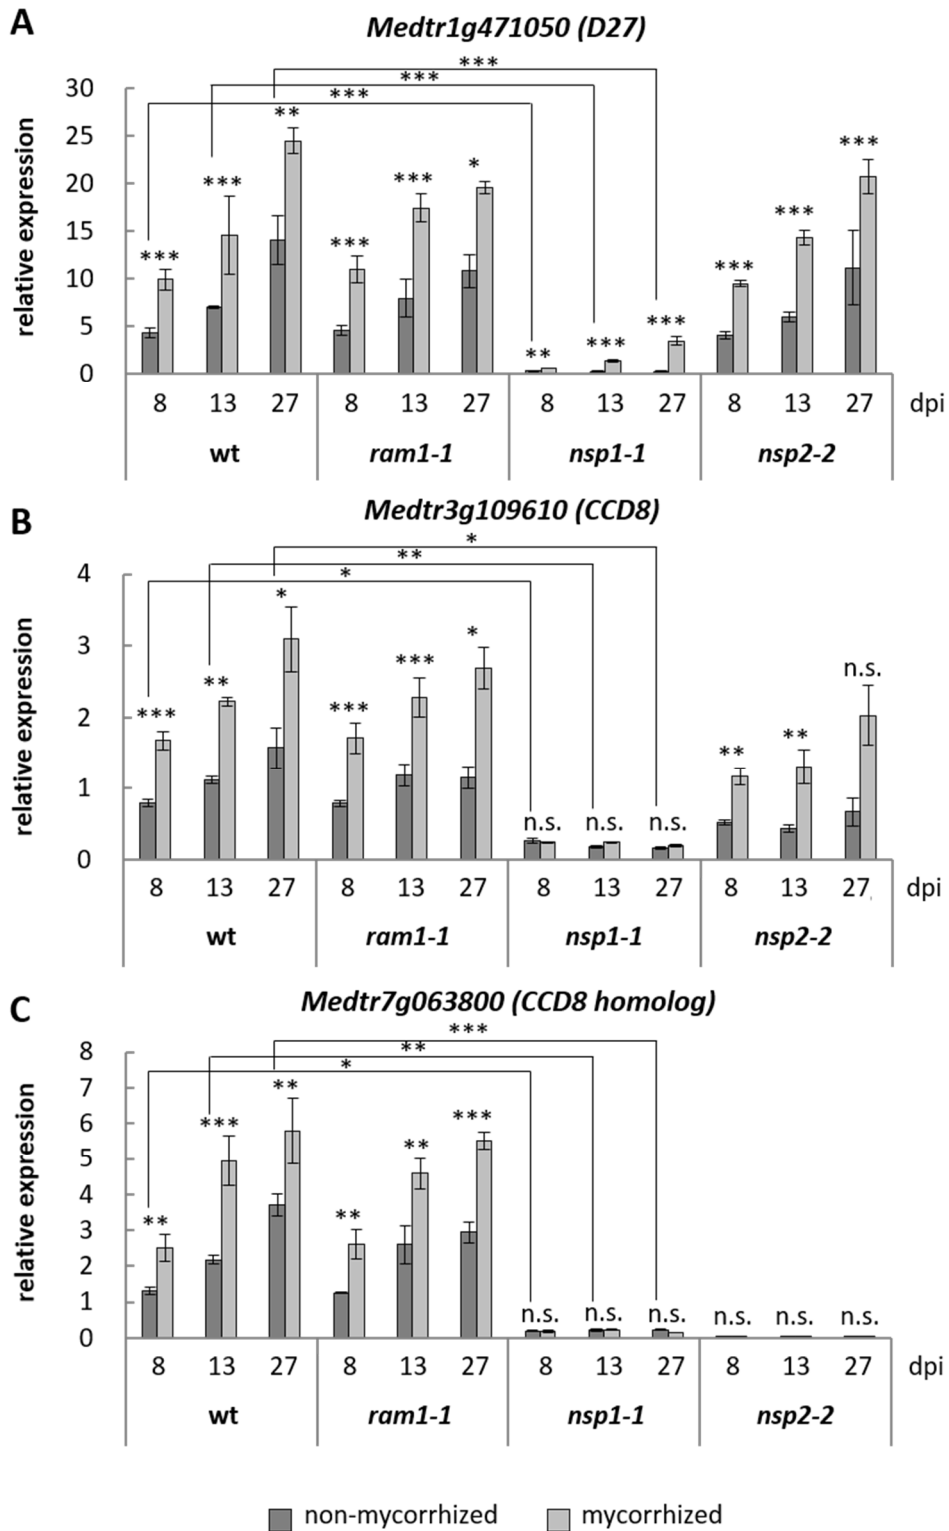 A
Medtr1g471050 (D27)
***
***
***
30
25
20
15
10
5
0
relative expression
***
***
**
***
***
*
**
***
***
***
***
***
8 13 27 8 13 27 8 13 27 8 13 27 dpi
wt ram1-1 nsp1-1 nsp2-2
B
Medtr3g109610 (CCD8)
*
**
*
4
3
2
1
0
relative expression
***
**
*
***
***
*
n.s. n.s. n.s.
**
**
n.s.
8 13 27 8 13 27 8 13 27 8 13 27 dpi
wt ram1-1 nsp1-1 nsp2-2
C
Medtr7g063800 (CCD8 homolog)
***
**
*
8
7
6
5
4
3
2
1
0
relative expression
**
***
**
**
**
***
n.s. n.s. n.s. n.s. n.s. n.s.
8 13 27 8 13 27 8 13 27 8 13 27 dpi
wt ram1-1 nsp1-1 nsp2-2
non-mycorrhized mycorrhized